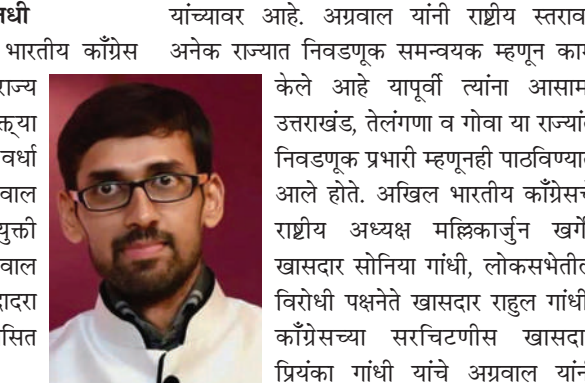 धी
भारतीय काँग्रेस
राज्य
वर्धा
वाल
युक्ती
वाल
दादरा
सित
यांच्यावर आहे. अग्रवाल यांनी राष्ट्रीय स्तराव
अनेक राज्यात निवडणूक समन्वयक म्हणून काम
केले आहे यापूर्वी त्यांना आसाम
उत्तराखंड, तेलंगणा व गोवा या राज्यां
निवडणूक प्रभारी म्हणूनही पाठविण्या
आले होते. अखिल भारतीय काँग्रेसचे
राष्ट्रीय अध्यक्ष मल्लिकार्जुन खर्गे
खासदार सोनिया गांधी, लोकसभेतील
विरोधी पक्षनेते खासदार राहुल गांधी
काँग्रेसच्या सरचिटणीस खासदा
प्रियंका गांधी यांचे अग्रवाल यांनी